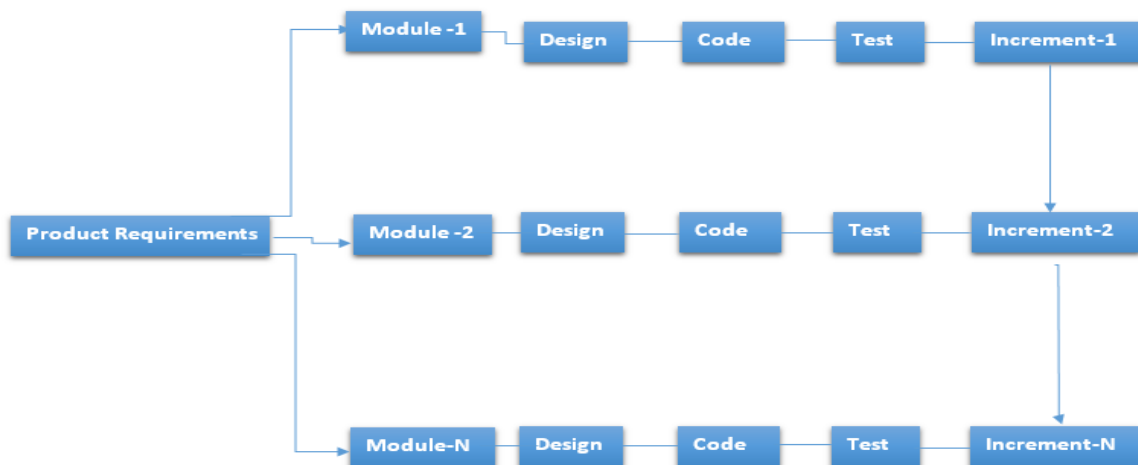 Module -1
Design
Code
Test
Increment-1
Product Requirements
Module -2
Design
Code
Test
Increment-2
Module-N
Design
Code
Test
Increment-N